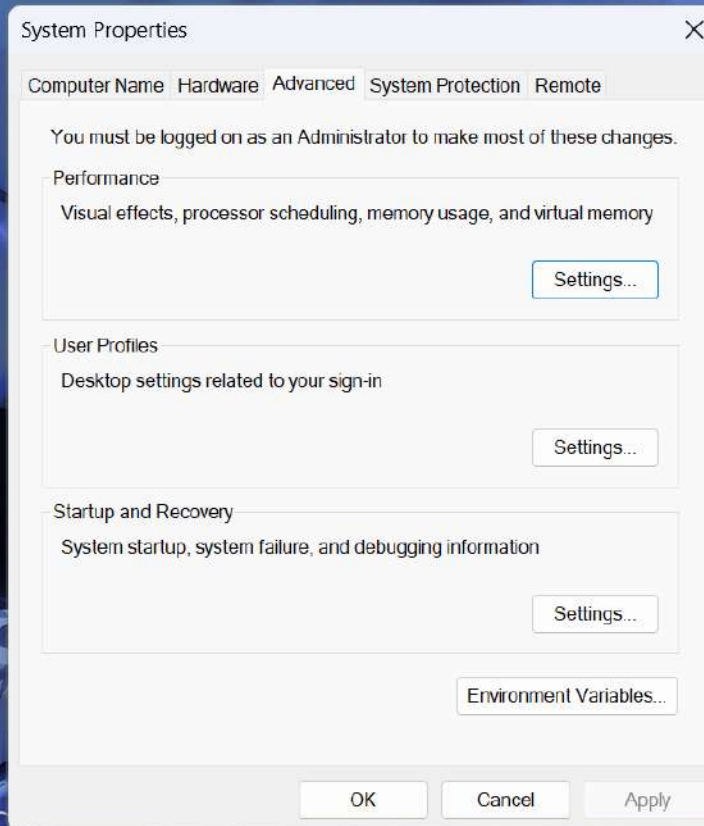 System Properties
Computer Name Hardware Advanced System Protection Remote
You must be logged on as an Administrator to make most of these changes.
Performance
Visual effects, processor scheduling, memory usage, and virtual memory
Settings...
User Profiles
Desktop settings related to your sign-in
Settings...
Startup and Recovery
System startup, system failure, and debugging information
Settings...
Environment Variables...
OK Cancel Apply